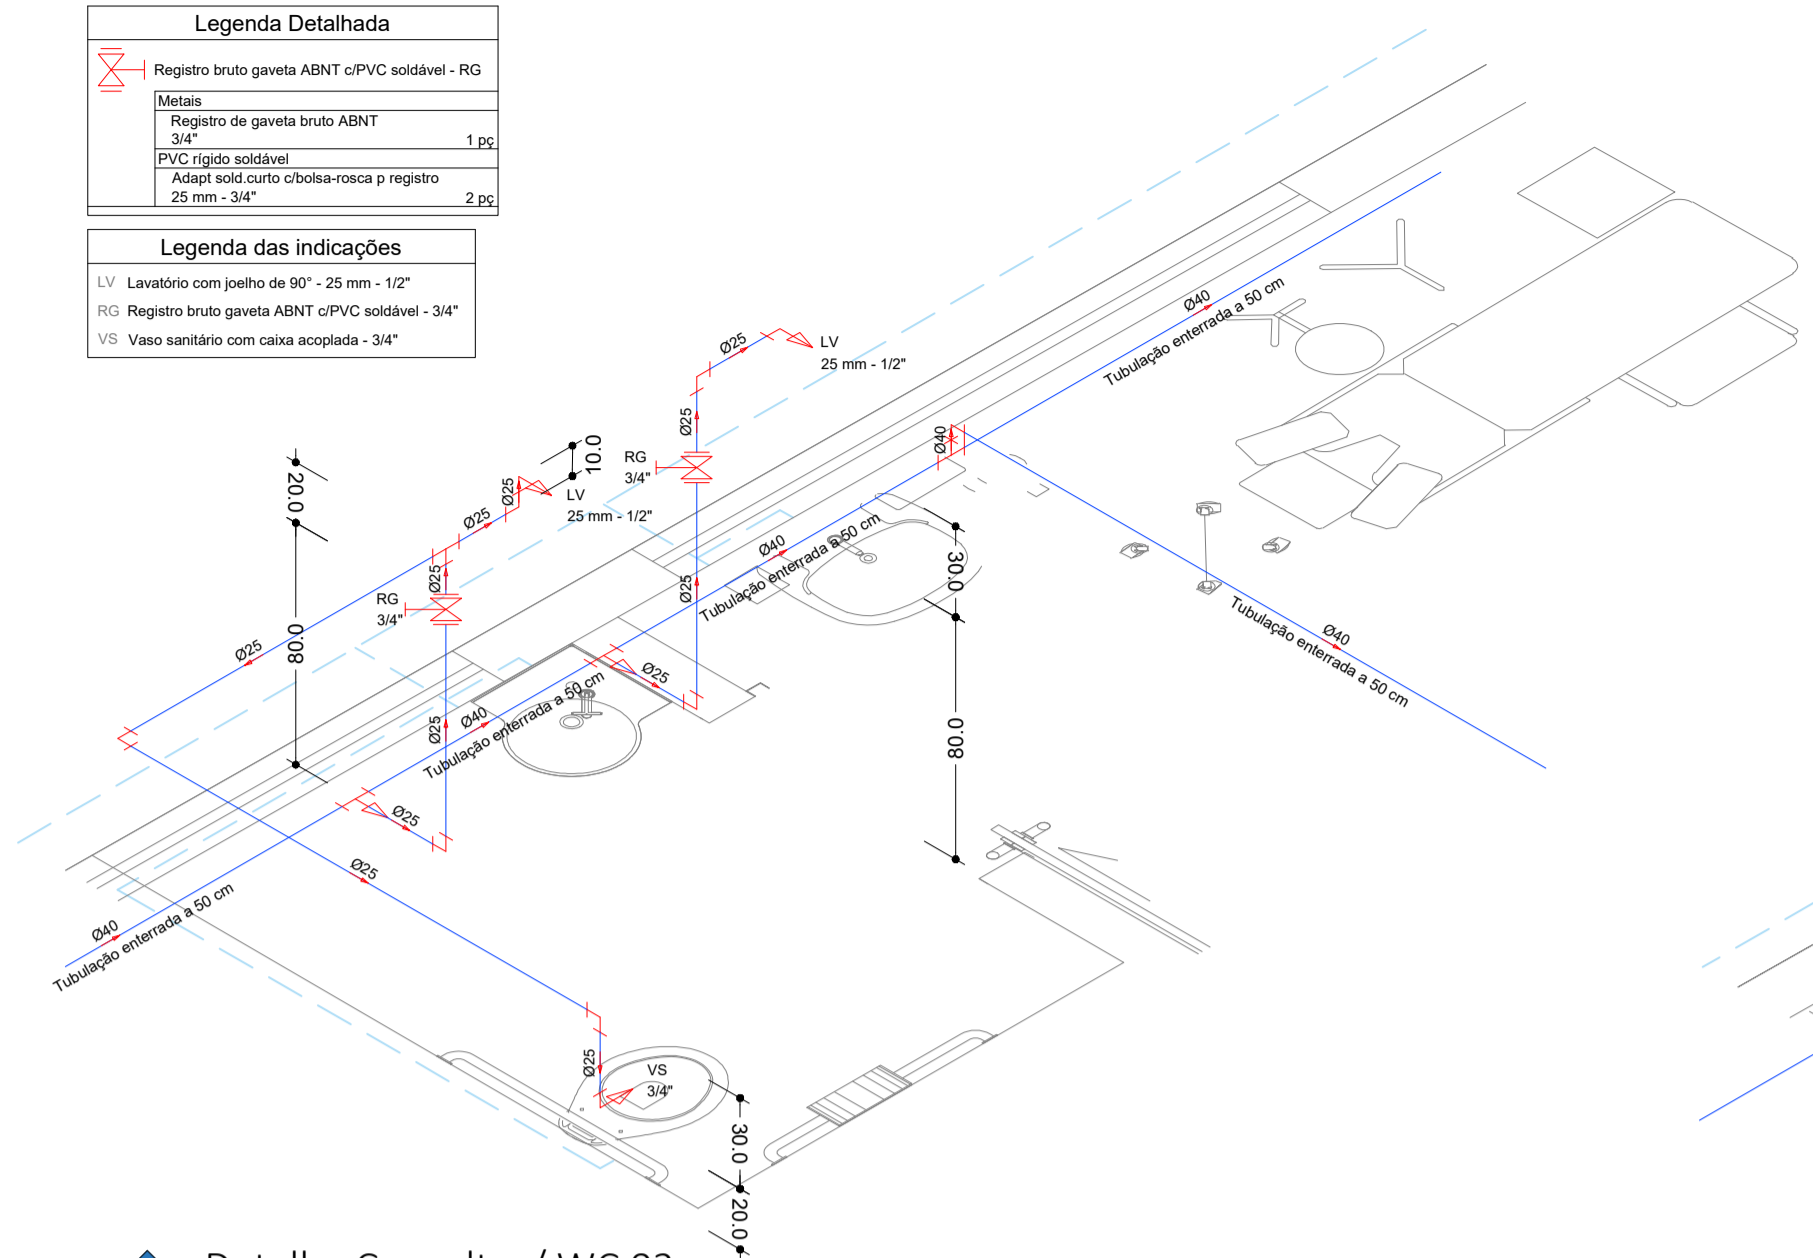 Legenda Detalhada
Registro bruto gaveta ABNT c/PVC soldável - RG
Metais
Registro de gaveta bruto ABNT
3/4" 1 pç
PVC rígido soldável
Adapt sold.curto c/bolsa-rosca p registro
25 mm - 3/4" 2 pç
Legenda das indicações
LV Lavatório com joelho de 90° - 25 mm - 1/2"
RG Registro bruto gaveta ABNT c/PVC soldável - 3/4"
VS Vaso sanitário com caixa acoplada - 3/4"
Ø40
Tubulação enterrada a 50 cm
Ø25
LV
25 mm - 1/2"
Ø25
RG
3/4"
Ø40
10.0
20.0
Ø25
Ø25
LV
25 mm - 1/2"
Ø40
Tubulação enterrada a 50 cm
30.0
Ø25
RG
3/4"
Ø25
80.0
Ø25
Ø25
Ø40
Tubulação enterrada a 50 cm
Ø25
Ø40
Tubulação enterrada a 50 cm
80.0
Ø25
Ø25
Ø25
Ø40
Tubulação enterrada a 50 cm
Ø25
VS
3/4"
30.0
20.0